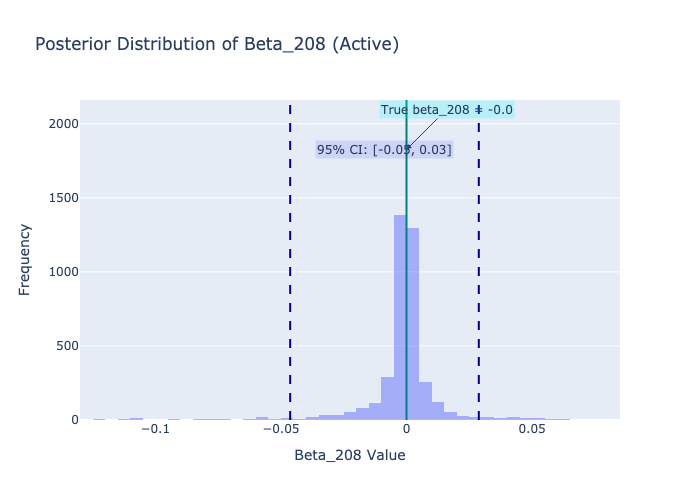 Posterior Distribution of Beta_208 (Active)
True beta_208 = -0.0
2000
95% CI: [-0.05, 0.03]
1500
Frequency
1000
500
0
−0.1
−0.05
0
0.05
Beta_208 Value